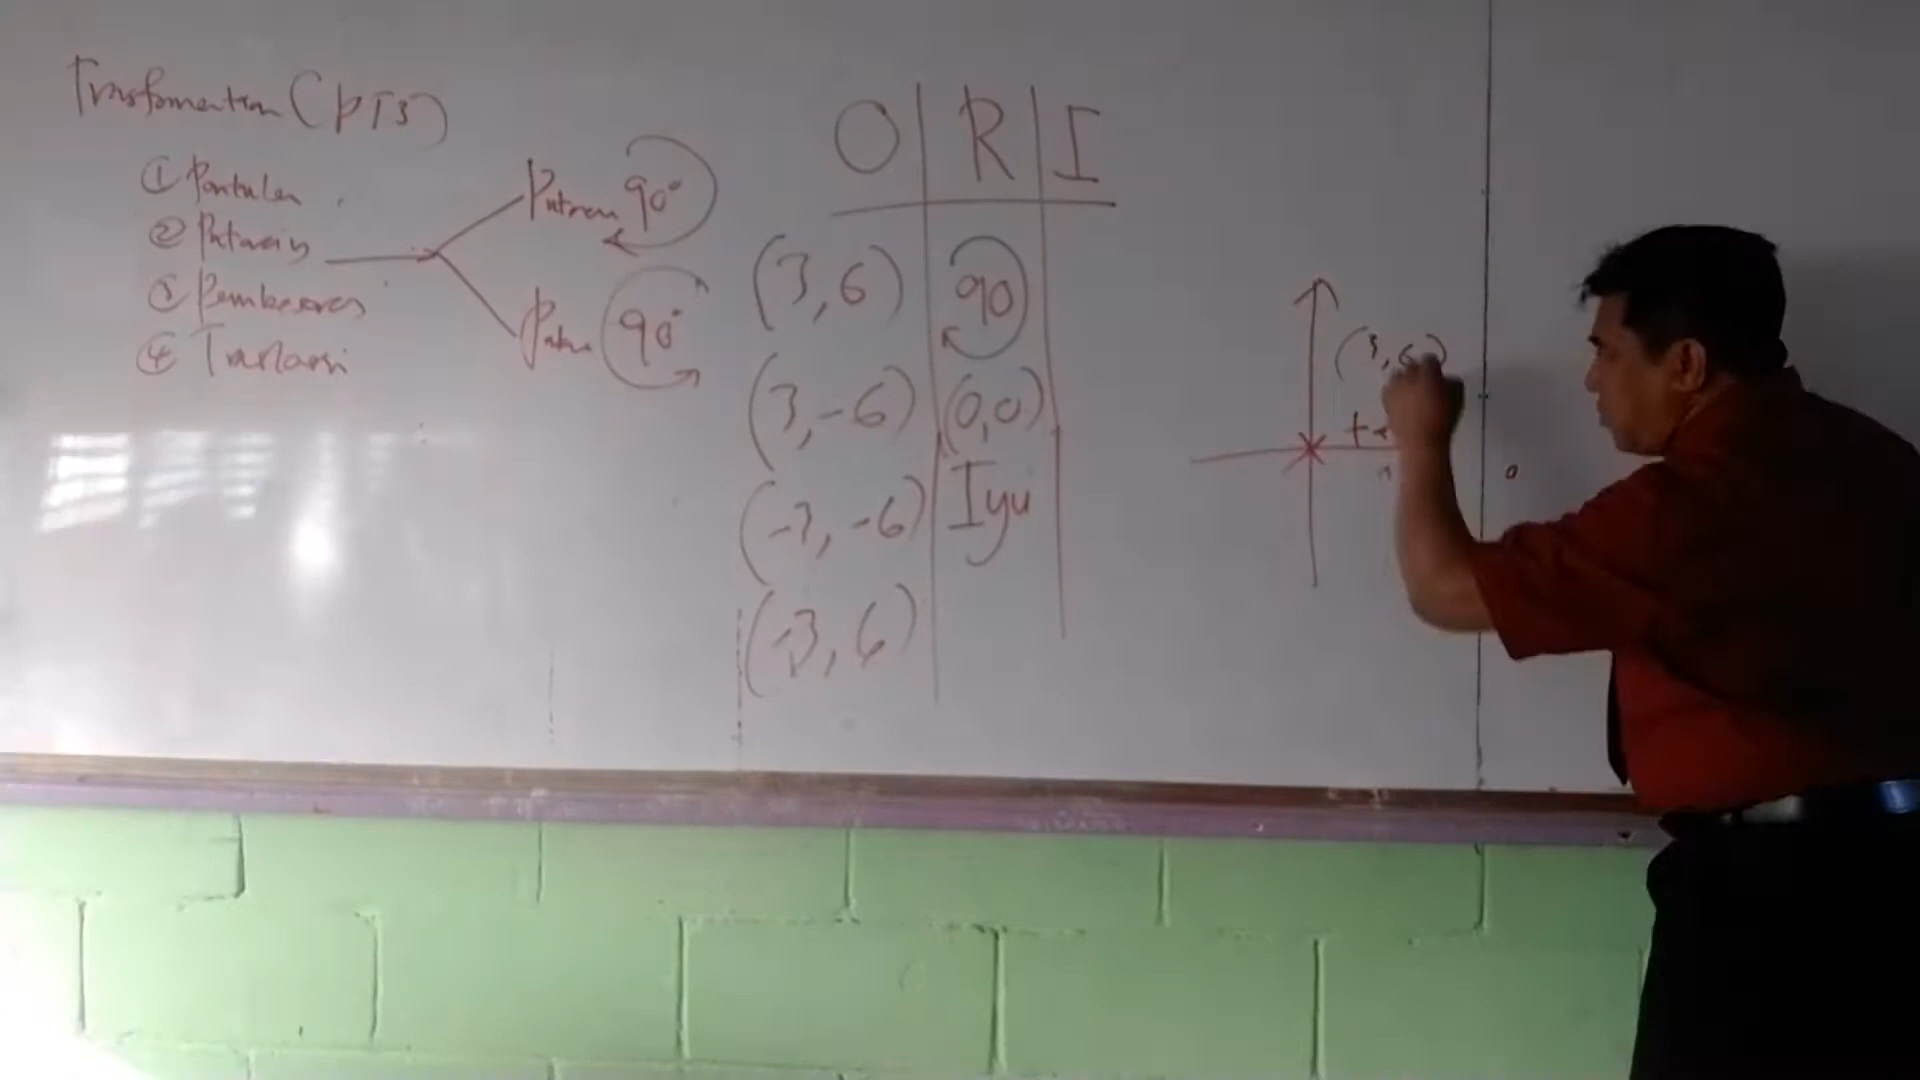 Transformation (PT3)
① Pantulan
② Putaran
③ Pembesaran
④ Translasi
Putaran 90°
Putaran 90°
O R I
(3, 6) 90
(3, -6) (0,0)
(-3, -6) Iyu
(-3, 6)
(3, 6)